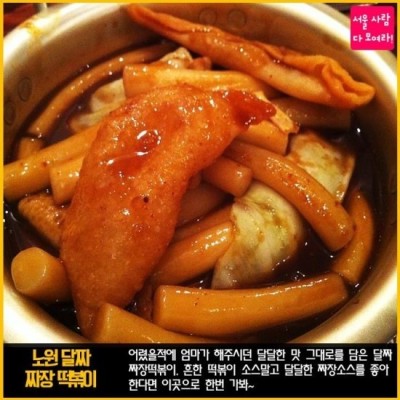 서울 사람
다 모여라!
노원 달짜
짜장 떡볶이
어렸을적에 엄마가 해주시던 달달한 맛 그대로를 담은 달짜
짜장떡볶이. 흔한 떡볶이 소스말고 달달한 짜장소스를 좋아
한다면 이곳으로 한번 가봐~